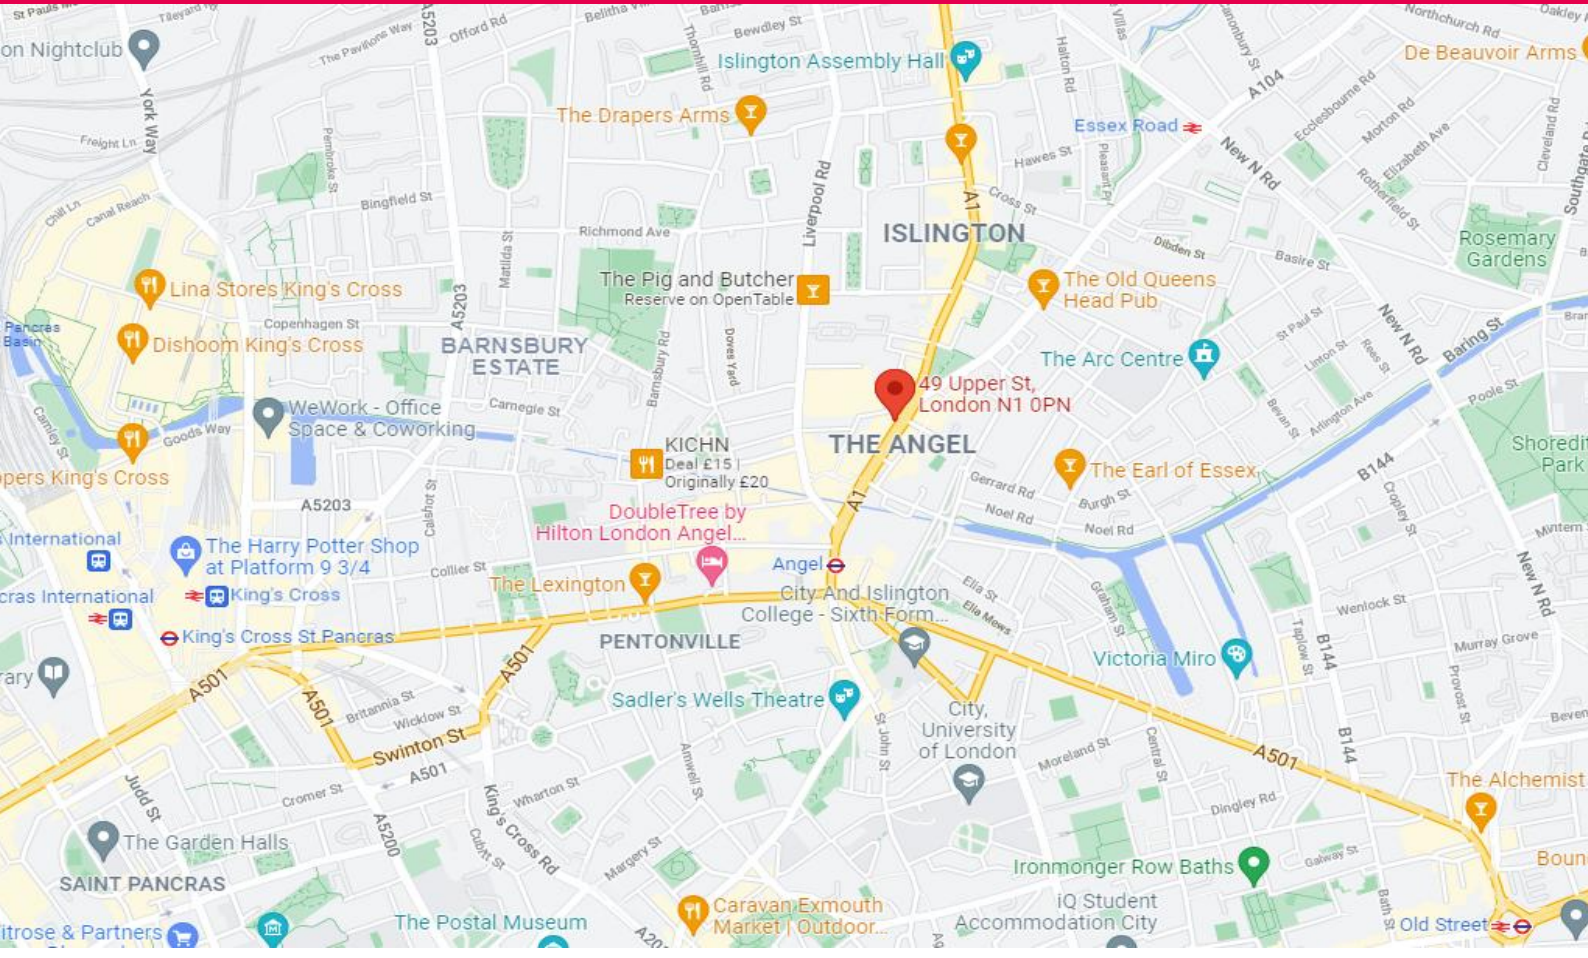 St Pauls
Tileyard
A5203
Offord Rd
Belitha
Bewdley St
Northchurch Rd
Oakley
on Nightclub
The Pavilions Way
Thornhill Rd
Islington Assembly Hall
Halton Rd
Canonbury St
De Beauvoir Arms
A104
York Way
The Drapers Arms
Essex Road
Ecclesbourne Rd
Morton Rd
Elizabeth Ave
Cleveland Rd
Southgate
Freight Ln
Pembroke St
Hawes St
Pleasant Pl
New N Rd
Rotherfield St
Chill Ln
Canal Reach
Bingfield St
Liverpool Rd
A1
Cross St
Matilda St
Richmond Ave
ISLINGTON
Dibden St
Basire St
Rosemary
Gardens
Lina Stores King's Cross
A5203
The Pig and Butcher
Reserve on OpenTable
The Old Queens
Head Pub
Pancras
Basin
Copenhagen St
Dishoom King's Cross
BARNSBURY
ESTATE
Barnsbury Rd
Doves Yard
The Arc Centre
St Paul St
Linton St
Rees St
New N Rd
Baring St
Bran
49 Upper St,
London N1 0PN
Poole St
Camley St
Goods Way
WeWork - Office
Space & Coworking
Carnegie St
THE ANGEL
Bevan St
Arlington Ave
Shoredit
Park
KICHN
Deal £15 |
Originally £20
The Earl of Essex
B144
ppers King's Cross
A5203
Calshot St
A1
Gerrard Rd
Burgh St
Noel Rd
Noel Rd
Cropley St
Mintern
DoubleTree by
Hilton London Angel...
International
The Harry Potter Shop
at Platform 9 3/4
Collier St
Angel
New N Rd
cras International
King's Cross
The Lexington
City And Islington
College - Sixth Form...
Elia St
Elia Mews
Graham St
Wenlock St
King's Cross St.Pancras
PENTONVILLE
Taplow St
B144
Murray Grove
rary
A501
A501
A501
Britannia St
Wicklow St
Victoria Miro
Provost St
Sadler's Wells Theatre
City,
University
of London
St John St
Beven
Swinton St
A501
Amwell St
Moreland St
Central St
A501
B144
Judd St
Cromer St
A5200
King's Cross Rd
Wharton St
Dingley Rd
The Alchemist
The Garden Halls
Cubitt St
Margery St
Ironmonger Row Baths
Galway St
Boun
SAINT PANCRAS
iQ Student
Accommodation City
Bath St
itrose & Partners
The Postal Museum
Caravan Exmouth
Market | Outdoor...
Old Street